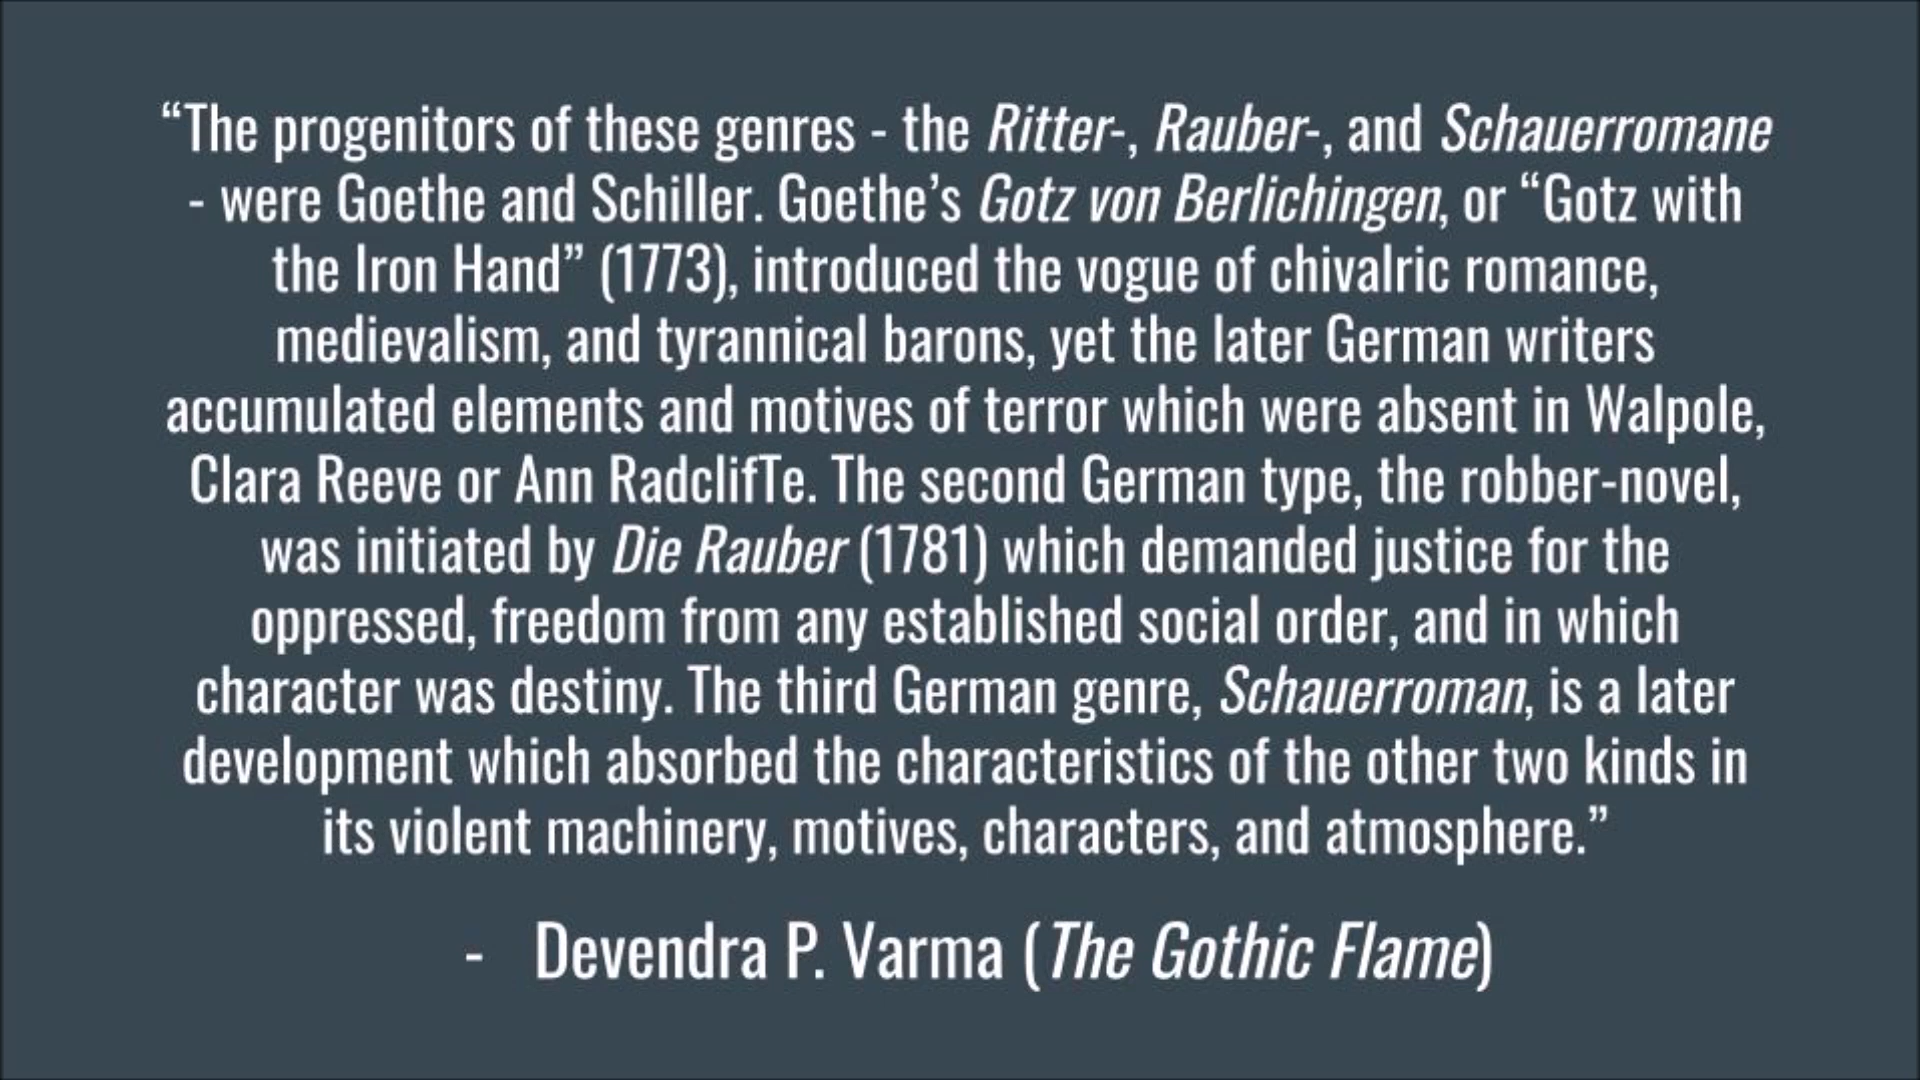 “The progenitors of these genres - the Ritter-, Rauber-, and Schauerromane
- were Goethe and Schiller. Goethe’s Gotz von Berlichingen, or “Gotz with
the Iron Hand” (1773), introduced the vogue of chivalric romance,
medievalism, and tyrannical barons, yet the later German writers
accumulated elements and motives of terror which were absent in Walpole,
Clara Reeve or Ann RadclifTe. The second German type, the robber-novel,
was initiated by Die Rauber (1781) which demanded justice for the
oppressed, freedom from any established social order, and in which
character was destiny. The third German genre, Schauerroman, is a later
development which absorbed the characteristics of the other two kinds in
its violent machinery, motives, characters, and atmosphere.”
- Devendra P. Varma (The Gothic Flame)